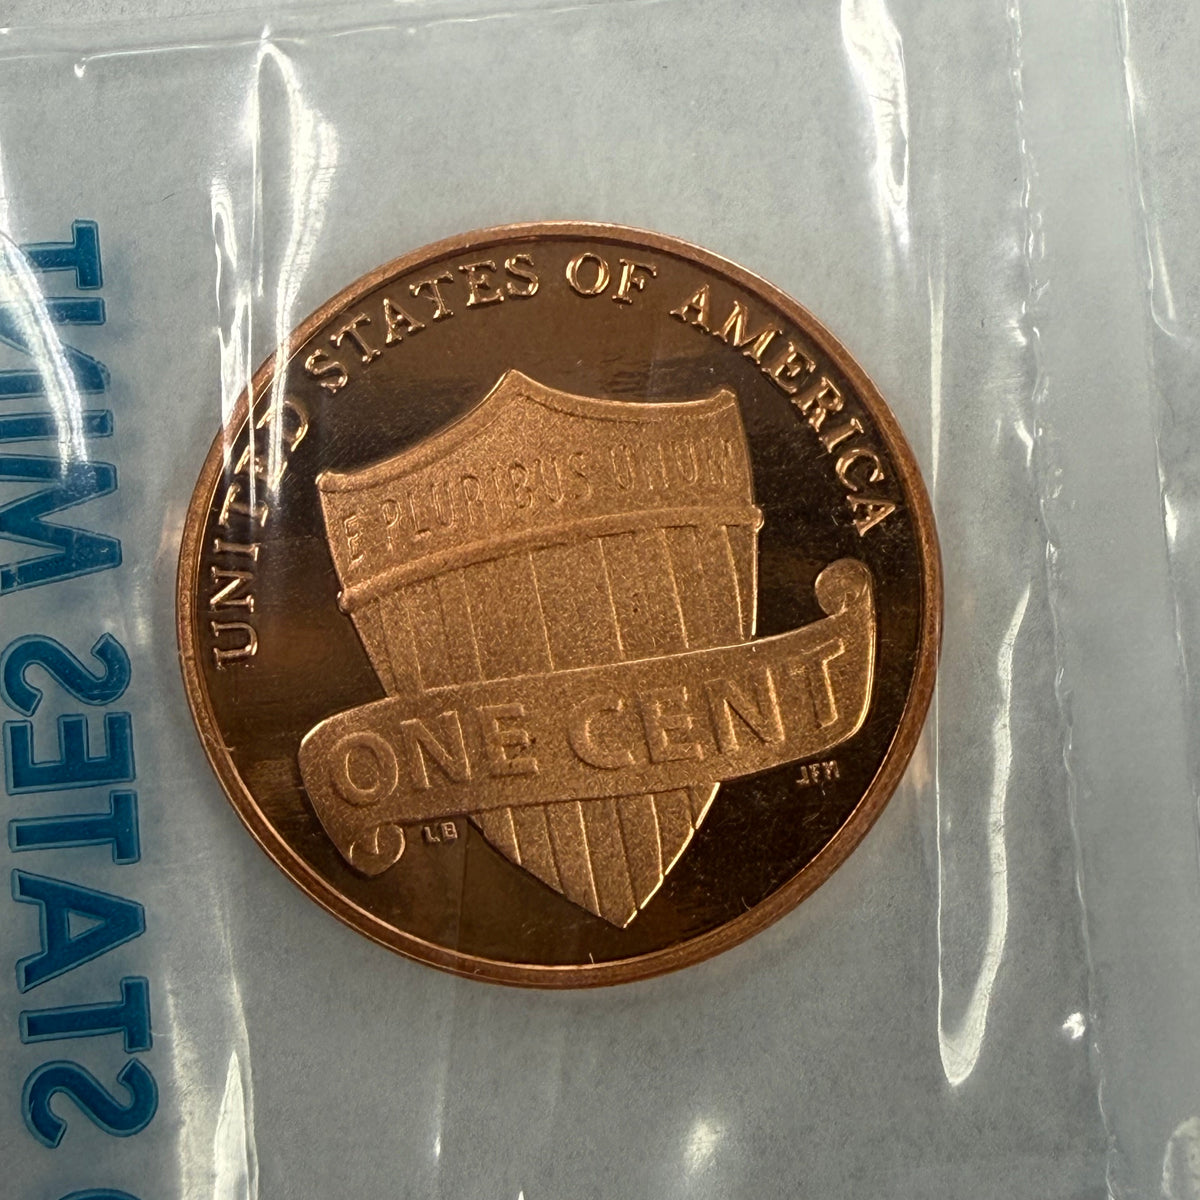 UNITED STATES OF AMERICA
E PLURIBUS UNUM
ONE CENT
LB
JFM
STATES MINT